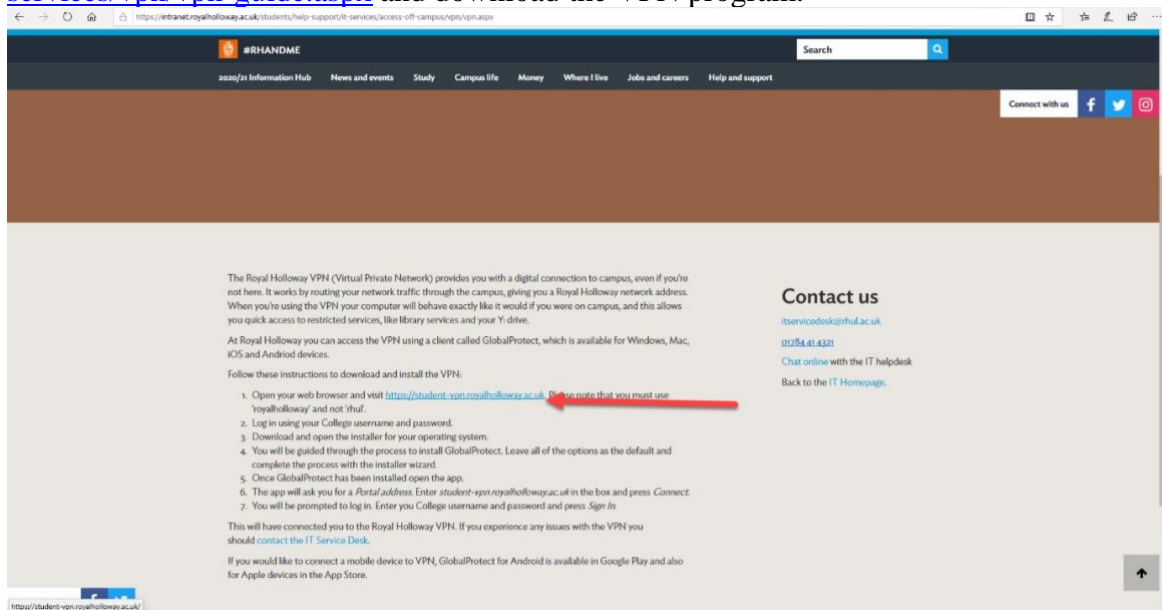 services/vpn/vpn-guide.aspx and download the VPN program.
https://intranet.royalholloway.ac.uk/students/help-support/it-services/access-off-campus/vpn/vpn.aspx
#RHANDME
Search
2020/21 Information Hub News and events Study Campus life Money Where I live Jobs and careers Help and support
Connect with us
The Royal Holloway VPN (Virtual Private Network) provides you with a digital connection to campus, even if you're
not here. It works by routing your network traffic through the campus, giving you a Royal Holloway network address.
When you're using the VPN your computer will behave exactly like it would if you were on campus, and this allows
you quick access to restricted services, like library services and your Y: drive.
At Royal Holloway you can access the VPN using a client called GlobalProtect, which is available for Windows, Mac,
iOS and Andriod devices.
Follow these instructions to download and install the VPN:
1. Open your web browser and visit https://student-vpn.royalholloway.ac.uk. Please note that you must use
'royalholloway' and not 'rhul'.
2. Log in using your College username and password.
3. Download and open the installer for your operating system.
4. You will be guided through the process to install GlobalProtect. Leave all of the options as the default and
complete the process with the installer wizard.
5. Once GlobalProtect has been installed open the app.
6. The app will ask you for a Portal address. Enter student-vpn.royalholloway.ac.uk in the box and press Connect.
7. You will be prompted to log in. Enter you College username and password and press Sign In.
This will have connected you to the Royal Holloway VPN. If you experience any issues with the VPN you
should contact the IT Service Desk.
If you would like to connect a mobile device to VPN, GlobalProtect for Android is available in Google Play and also
for Apple devices in the App Store.
Contact us
itservicedesk@rhul.ac.uk
01784 41 4321
Chat online with the IT helpdesk
Back to the IT Homepage.
https://student-vpn.royalholloway.ac.uk/